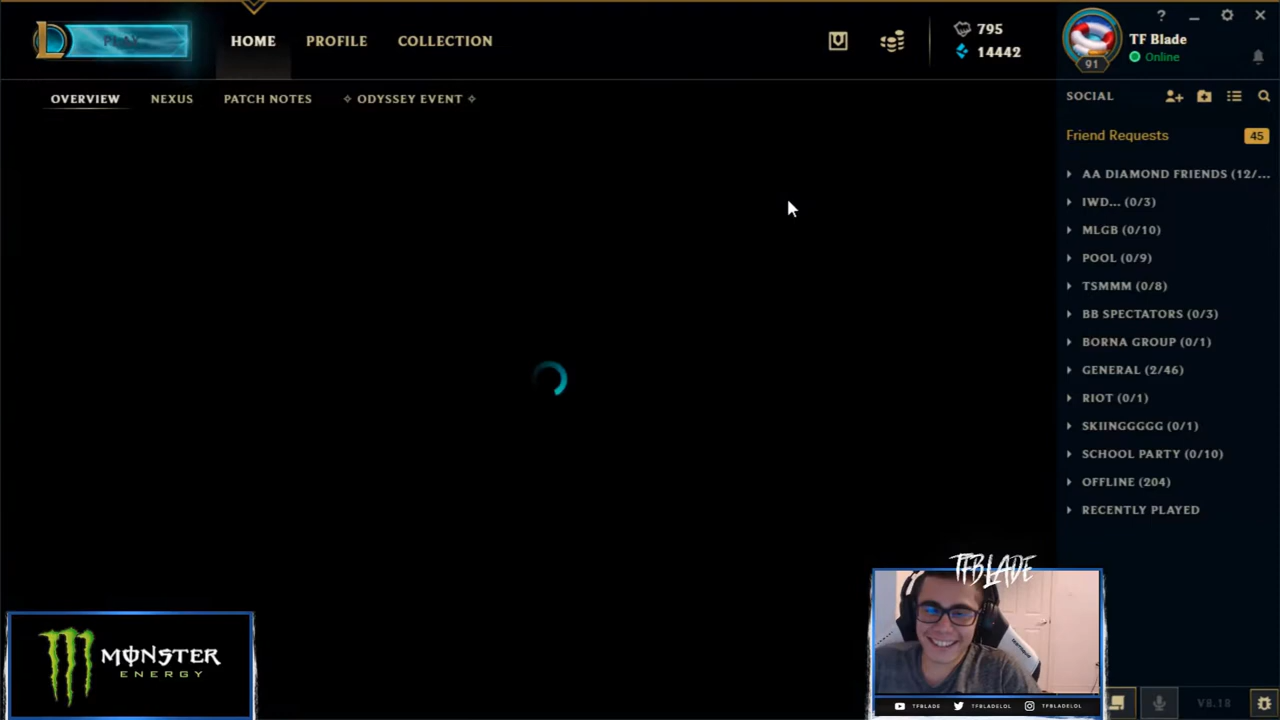 ?
795
14442
TF Blade
Online
91
HOME
PROFILE
COLLECTION
OVERVIEW
NEXUS
PATCH NOTES
ODYSSEY EVENT
SOCIAL
Friend Requests
45
AA DIAMOND FRIENDS (12/...
IWD... (0/3)
MLGB (0/10)
POOL (0/9)
TSMMM (0/8)
BB SPECTATORS (0/3)
BORNA GROUP (0/1)
GENERAL (2/46)
RIOT (0/1)
SKIINGGGGG (0/1)
SCHOOL PARTY (0/10)
OFFLINE (204)
RECENTLY PLAYED
TFBLADE
TFBLADE
TFBLADELOL
TFBLADELOL
V8.18
MONSTER
ENERGY